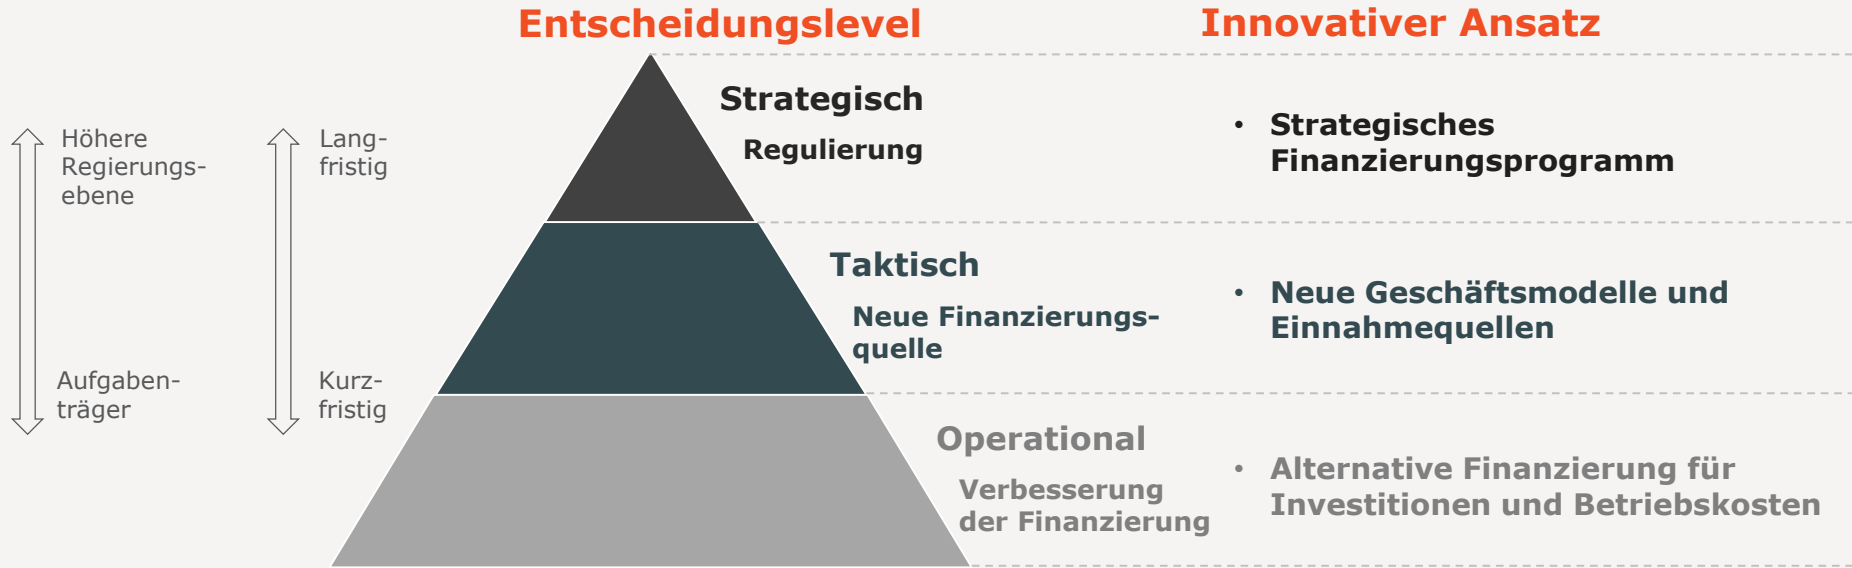 Entscheidungslevel
Innovativer Ansatz
Höhere
Regierungs-
ebene
Aufgaben-
träger
Lang-
fristig
Kurz-
fristig
Strategisch
Regulierung
• Strategisches
Finanzierungsprogramm
Taktisch
Neue Finanzierungs-
quelle
• Neue Geschäftsmodelle und
Einnahmequellen
Operational
Verbesserung
der Finanzierung
• Alternative Finanzierung für
Investitionen und Betriebskosten